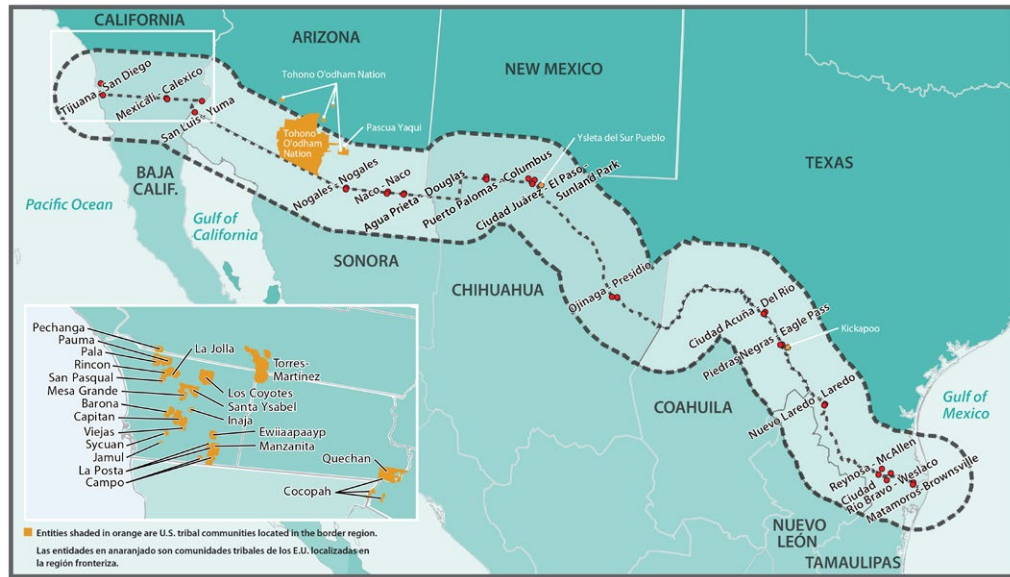 CALIFORNIA
ARIZONA
NEW MEXICO
TEXAS
Tohono O'odham Nation
Tohono
O'odham
Nation
Pascua Yaqui
Ysleta del Sur Pueblo
Tijuana - San Diego
Mexicali - Calexico
San Luis - Yuma
Nogales - Nogales
Naco - Naco
Agua Prieta - Douglas
Puerto Palomas - Columbus
Ciudad Juárez - El Paso -
Sunland Park
BAJA
CALIF.
Pacific Ocean
Gulf of
California
SONORA
CHIHUAHUA
Ojinaga - Presidio
Ciudad Acuña - Del Rio
Piedras Negras - Eagle Pass
Kickapoo
COAHUILA
Nuevo Laredo - Laredo
Gulf of
Mexico
Reynosa - McAllen
Ciudad
Río Bravo - Weslaco
Matamoros-Brownsville
NUEVO
LEÓN
TAMAULIPAS
Pechanga
Pauma
Pala
Rincon
San Pasqual
Mesa Grande
Barona
Capitan
Viejas
Sycuan
Jamul
La Posta
Campo
La Jolla
Torres-
Martinez
Los Coyotes
Santa Ysabel
Inaja
Ewiiaapaayp
Manzanita
Quechan
Cocopah
Entities shaded in orange are U.S. tribal communities located in the border region.
Las entidades en anaranjado son comunidades tribales de los E.U. localizadas en
la región fronteriza.